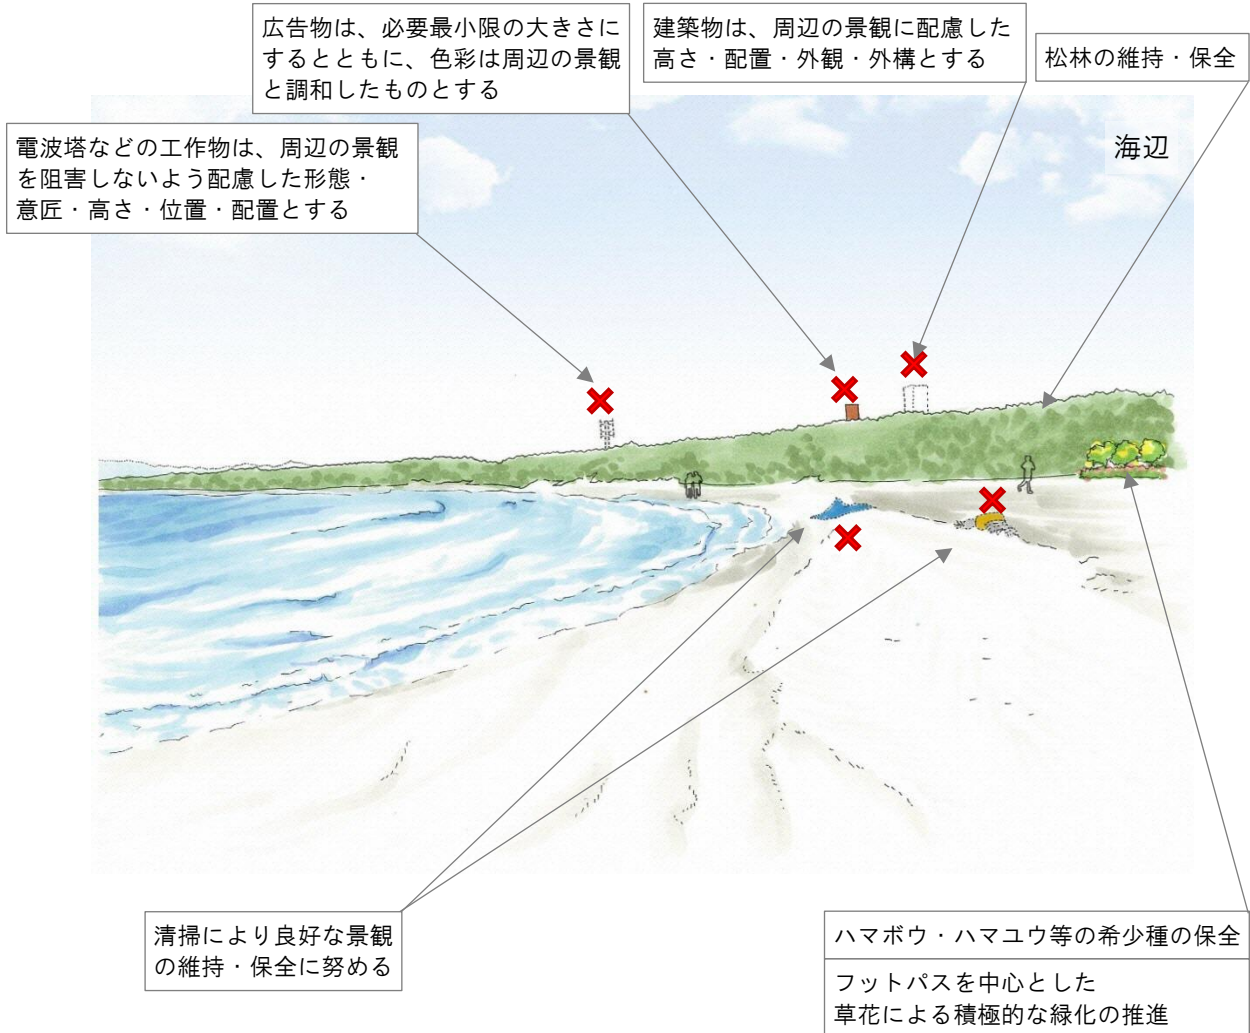 広告物は、必要最小限の大きさに
するとともに、色彩は周辺の景観
と調和したものとする
建築物は、周辺の景観に配慮した
高さ・配置・外観・外構とする
松林の維持・保全
電波塔などの工作物は、周辺の景観
を阻害しないよう配慮した形態・
意匠・高さ・位置・配置とする
海辺
清掃により良好な景観
の維持・保全に努める
ハマボウ・ハマユウ等の希少種の保全
フットパスを中心とした
草花による積極的な緑化の推進